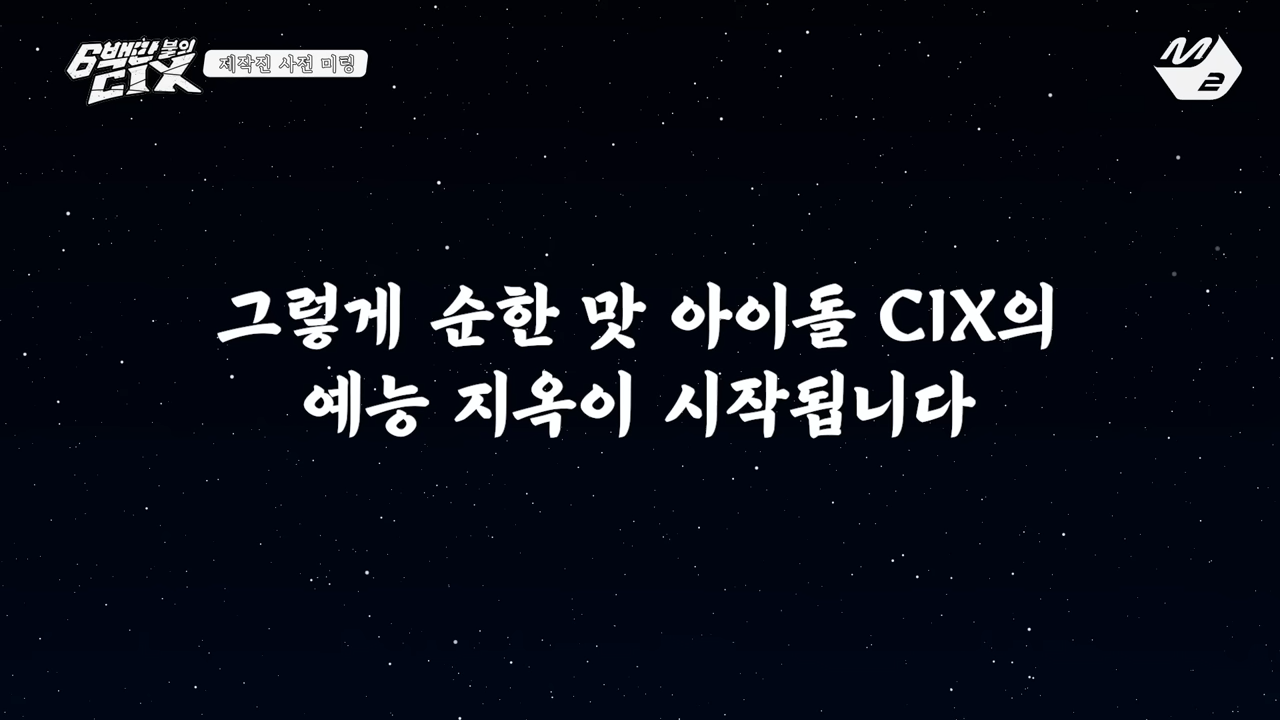 6백만 불의
CIX
제작진 사전 미팅
M2
그렇게 순한 맛 아이돌 CIX의
예능 지옥이 시작됩니다